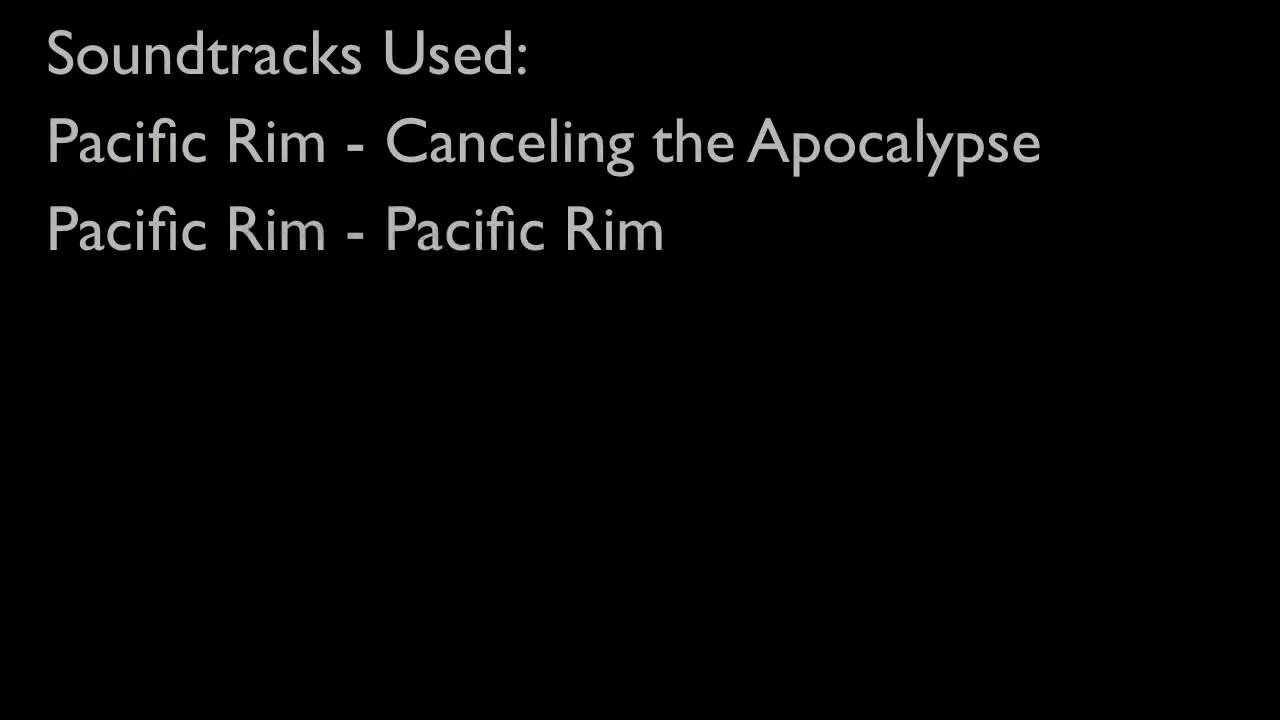 Soundtracks Used:
Pacific Rim - Canceling the Apocalypse
Pacific Rim - Pacific Rim